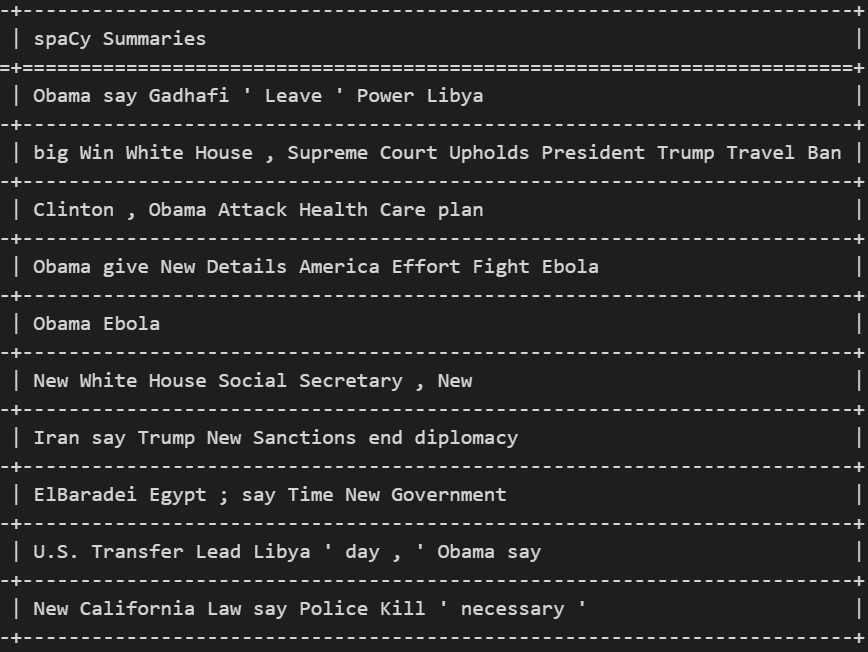 spaCy Summaries
Obama say Gadhafi ' Leave ' Power Libya
big Win White House , Supreme Court Upholds President Trump Travel Ban
Clinton , Obama Attack Health Care plan
Obama give New Details America Effort Fight Ebola
Obama Ebola
New White House Social Secretary , New
Iran say Trump New Sanctions end diplomacy
ElBaradei Egypt ; say Time New Government
U.S. Transfer Lead Libya ' day , ' Obama say
New California Law say Police Kill ' necessary '